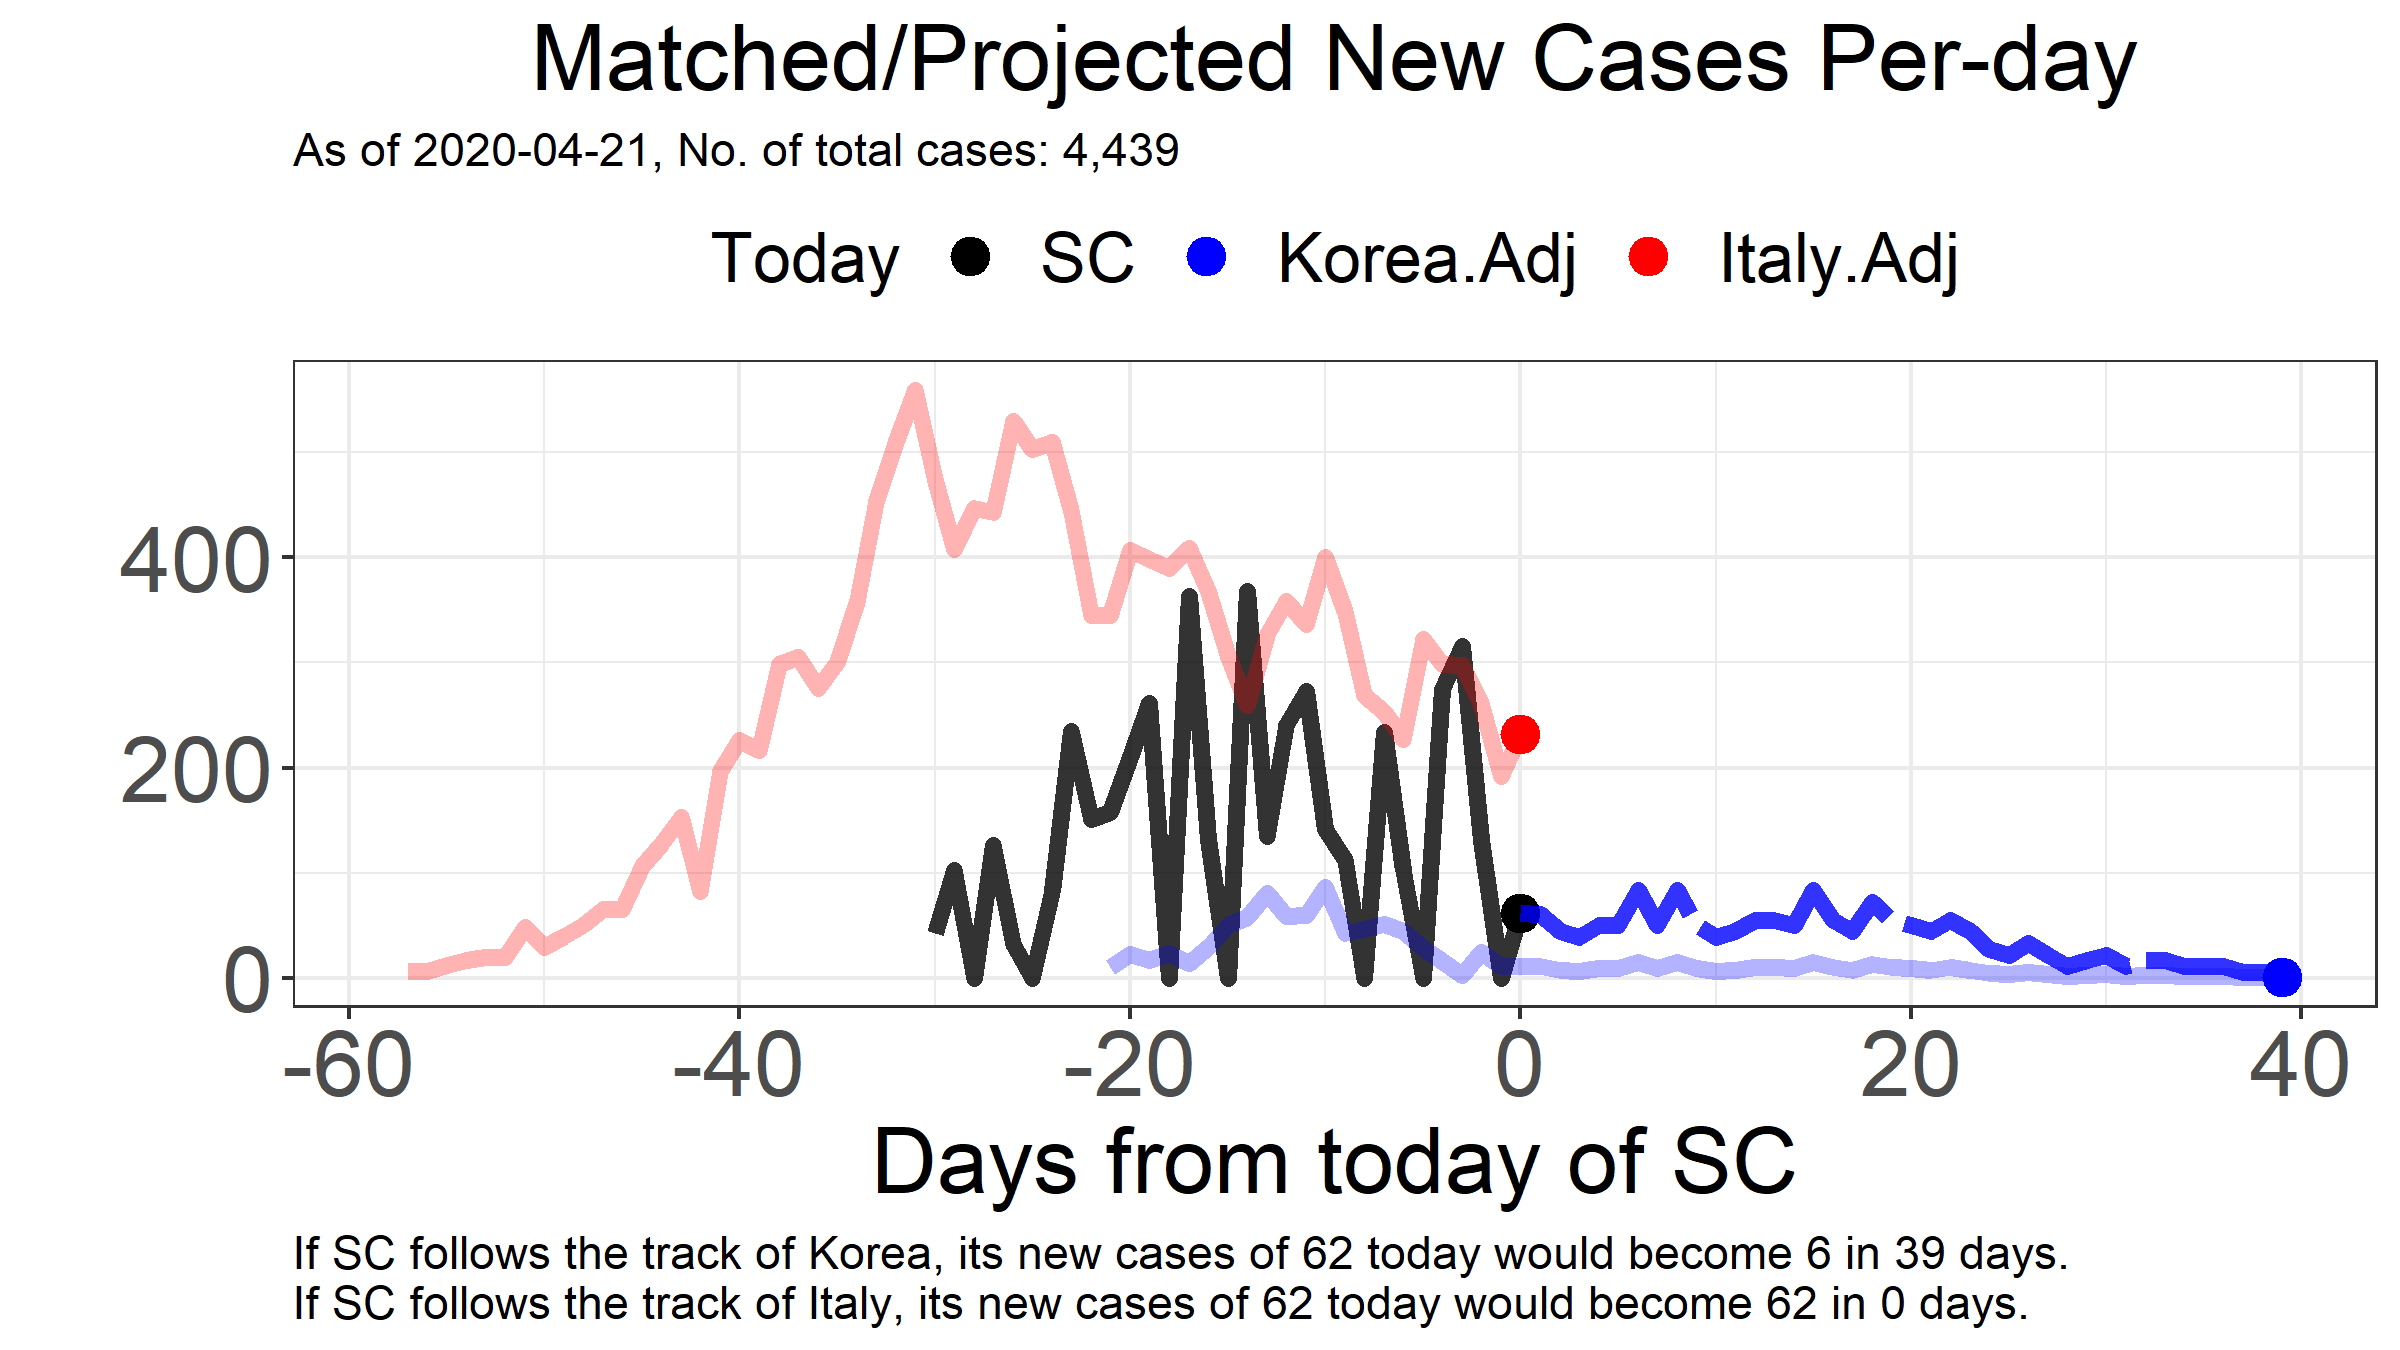 Matched/Projected New Cases Per-day
As of 2020-04-21, No. of total cases: 4,439
Today SC Korea.Adj Italy.Adj
400
200
0
-60 -40 -20 0 20 40
Days from today of SC
If SC follows the track of Korea, its new cases of 62 today would become 6 in 39 days.
If SC follows the track of Italy, its new cases of 62 today would become 62 in 0 days.